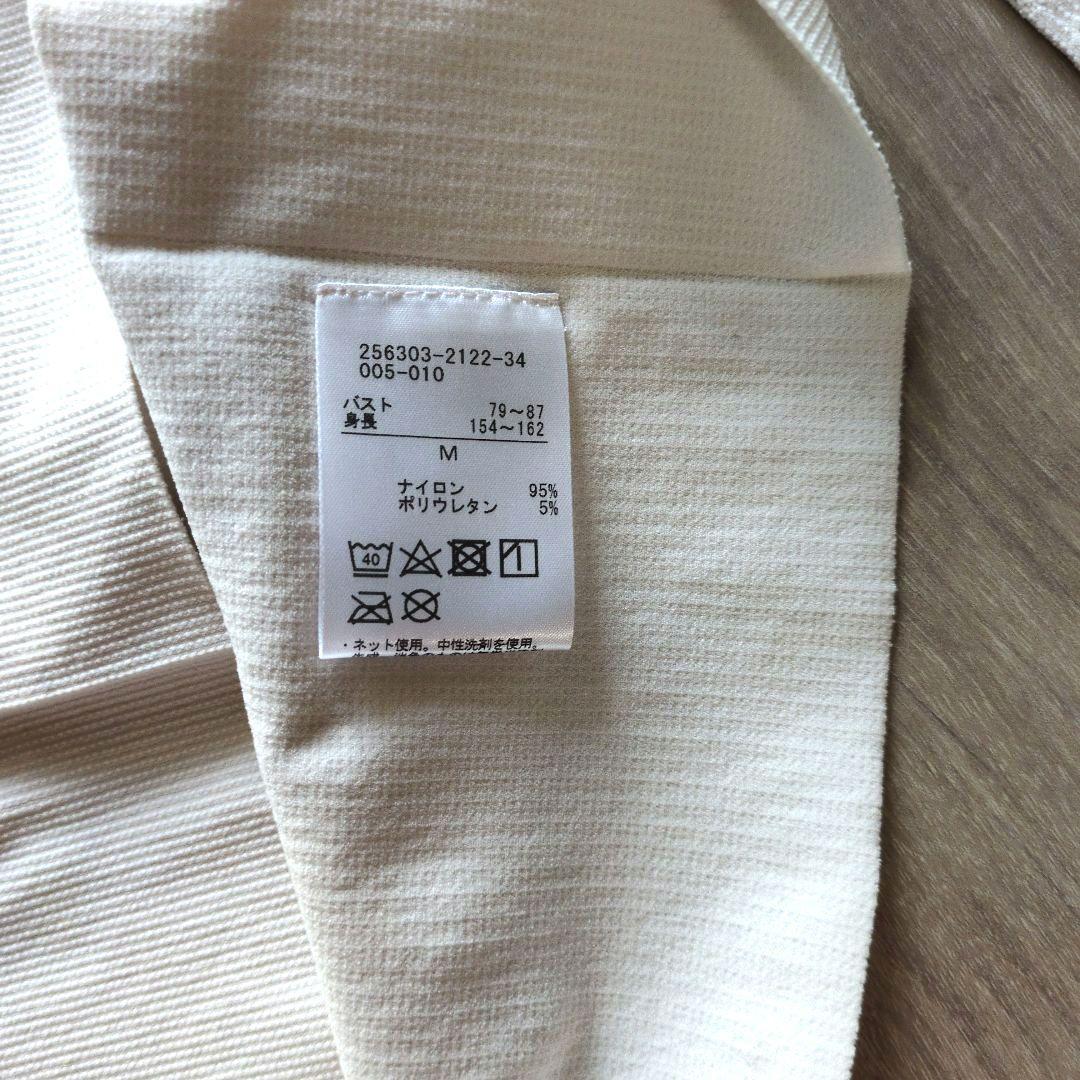 256303-2122-34
005-010
バスト 79～87
身長 154～162
M
ナイロン 95%
ポリウレタン 5%
40
・ネット使用。中性洗剤を使用。